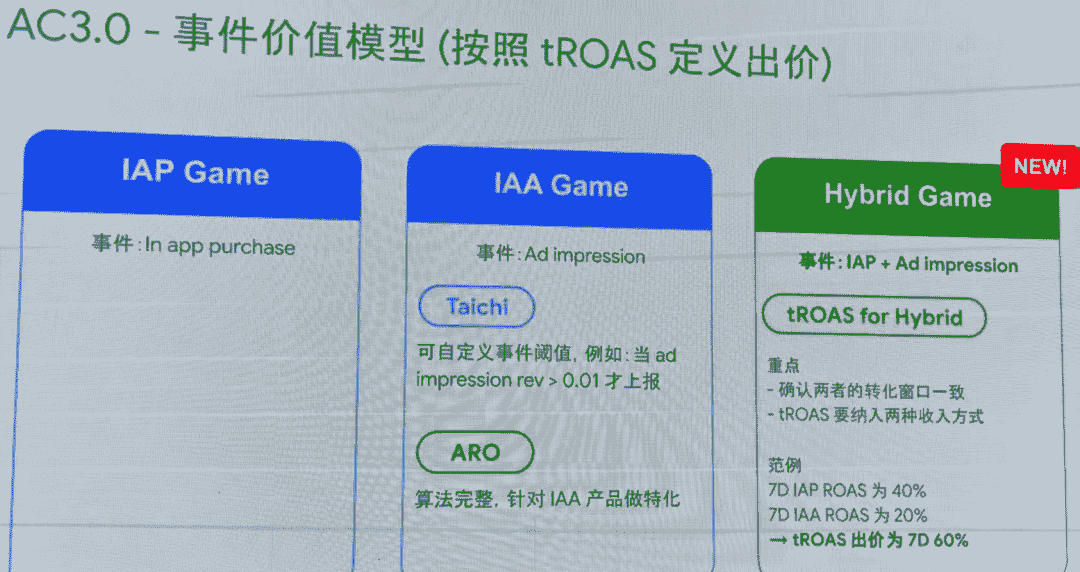 AC3.0 - 事件价值模型 (按照 tROAS 定义出价)
IAP Game
事件：In app purchase
IAA Game
事件：Ad impression
Taichi
可自定义事件阈值, 例如：当 ad
impression rev > 0.01 才上报
ARO
算法完整, 针对 IAA 产品做特化
NEW!
Hybrid Game
事件：IAP + Ad impression
tROAS for Hybrid
重点
- 确认两者的转化窗口一致
- tROAS 要纳入两种收入方式
范例
7D IAP ROAS 为 40%
7D IAA ROAS 为 20%
→ tROAS 出价为 7D 60%